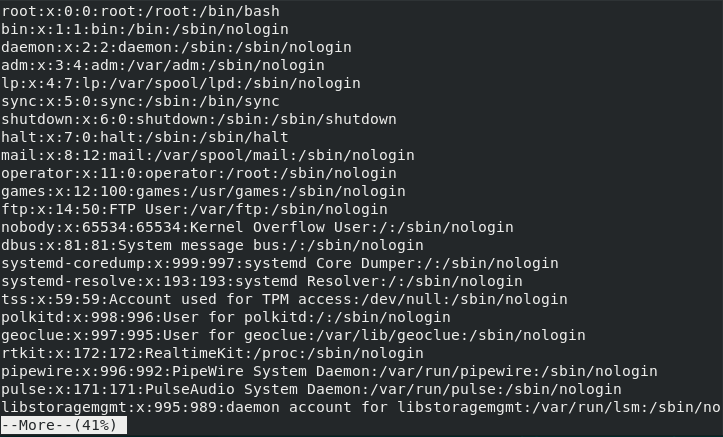 root:x:0:0:root:/root:/bin/bash
bin:x:1:1:bin:/bin:/sbin/nologin
daemon:x:2:2:daemon:/sbin:/sbin/nologin
adm:x:3:4:adm:/var/adm:/sbin/nologin
lp:x:4:7:lp:/var/spool/lpd:/sbin/nologin
sync:x:5:0:sync:/sbin:/bin/sync
shutdown:x:6:0:shutdown:/sbin:/sbin/shutdown
halt:x:7:0:halt:/sbin:/sbin/halt
mail:x:8:12:mail:/var/spool/mail:/sbin/nologin
operator:x:11:0:operator:/root:/sbin/nologin
games:x:12:100:games:/usr/games:/sbin/nologin
ftp:x:14:50:FTP User:/var/ftp:/sbin/nologin
nobody:x:65534:65534:Kernel Overflow User:/:/sbin/nologin
dbus:x:81:81:System message bus:/:/sbin/nologin
systemd-coredump:x:999:997:systemd Core Dumper:/:/sbin/nologin
systemd-resolve:x:193:193:systemd Resolver:/:/sbin/nologin
tss:x:59:59:Account used for TPM access:/dev/null:/sbin/nologin
polkitd:x:998:996:User for polkitd:/:/sbin/nologin
geoclue:x:997:995:User for geoclue:/var/lib/geoclue:/sbin/nologin
rtkit:x:172:172:RealtimeKit:/proc:/sbin/nologin
pipewire:x:996:992:PipeWire System Daemon:/var/run/pipewire:/sbin/nologin
pulse:x:171:171:PulseAudio System Daemon:/var/run/pulse:/sbin/nologin
libstoragemgmt:x:995:989:daemon account for libstoragemgmt:/var/run/lsm:/sbin/no
--More--(41%)